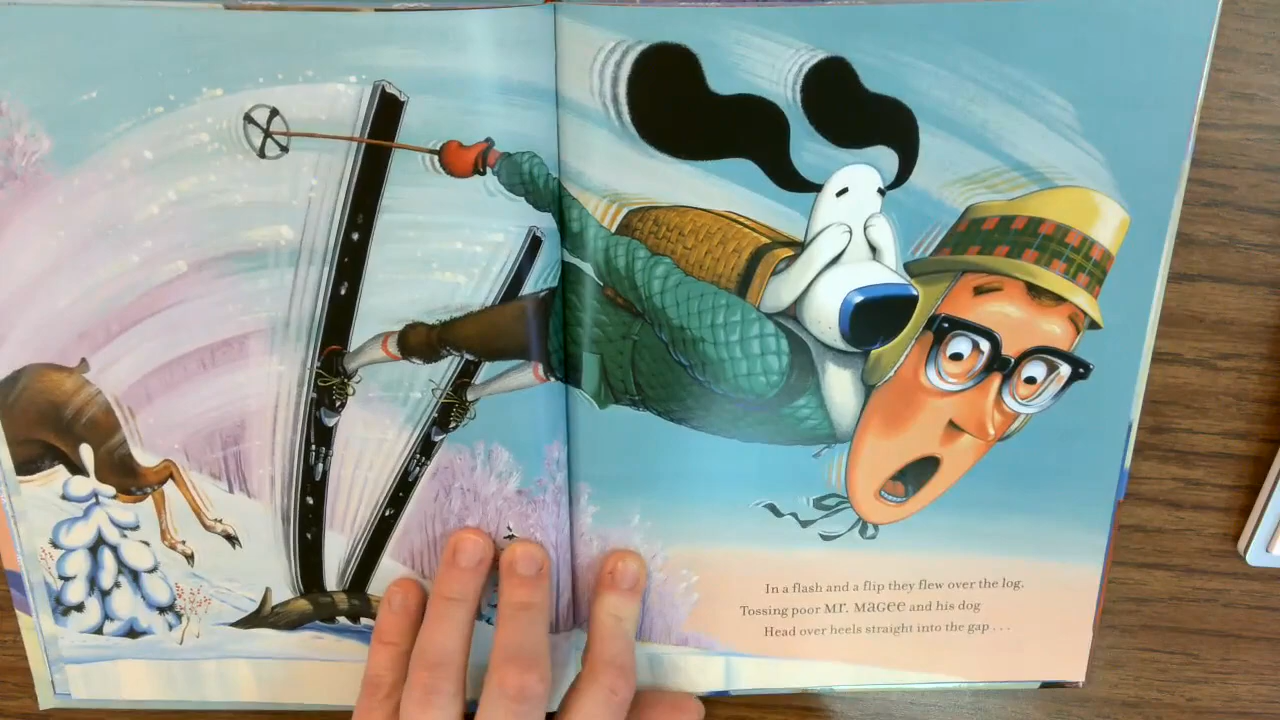 In a flash and a flip they flew over the log,
Tossing poor Mr. Magee and his dog
Head over heels straight into the gap . . .